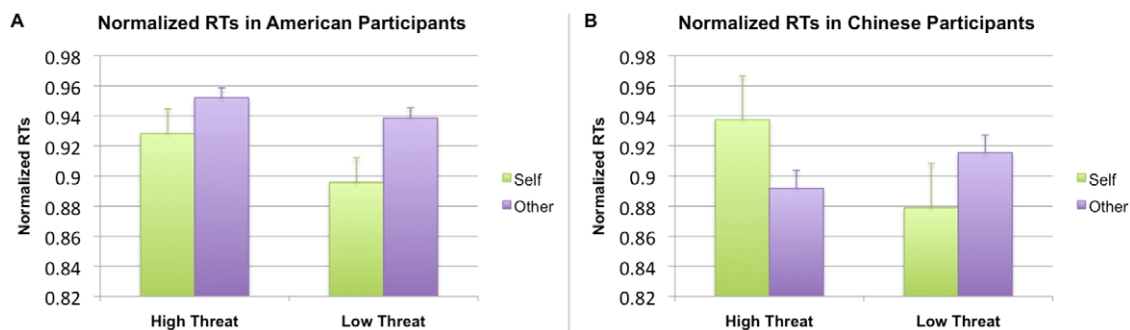 A
Normalized RTs in American Participants
Normalized RTs
0.98
0.96
0.94
0.92
0.9
0.88
0.86
0.84
0.82
High Threat
Low Threat
Self
Other
B
Normalized RTs in Chinese Participants
Normalized RTs
0.98
0.96
0.94
0.92
0.9
0.88
0.86
0.84
0.82
High Threat
Low Threat
Self
Other